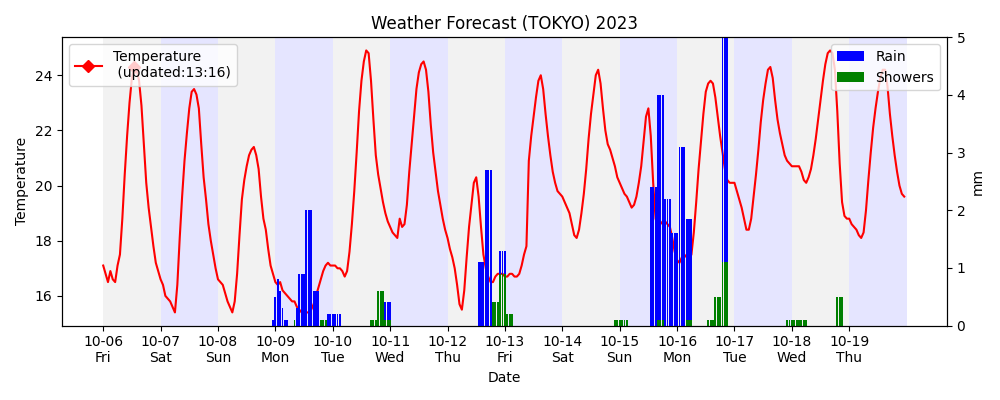 Weather Forecast (TOKYO) 2023
Temperature
(updated:13:16)
Rain
Showers
Temperature
24
22
20
18
16
5
4
3
2
1
0
mm
10-06 10-07 10-08 10-09 10-10 10-11 10-12 10-13 10-14 10-15 10-16 10-17 10-18 10-19
Fri Sat Sun Mon Tue Wed Thu Fri Sat Sun Mon Tue Wed Thu
Date